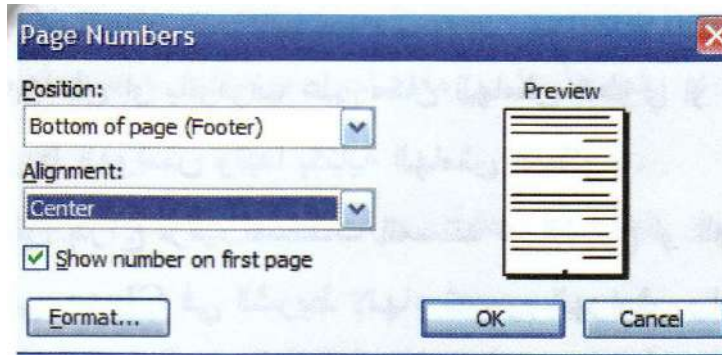 Page Numbers
Position:
Preview
Bottom of page (Footer)
Alignment:
Center
Show number on first page
Format...
OK
Cancel